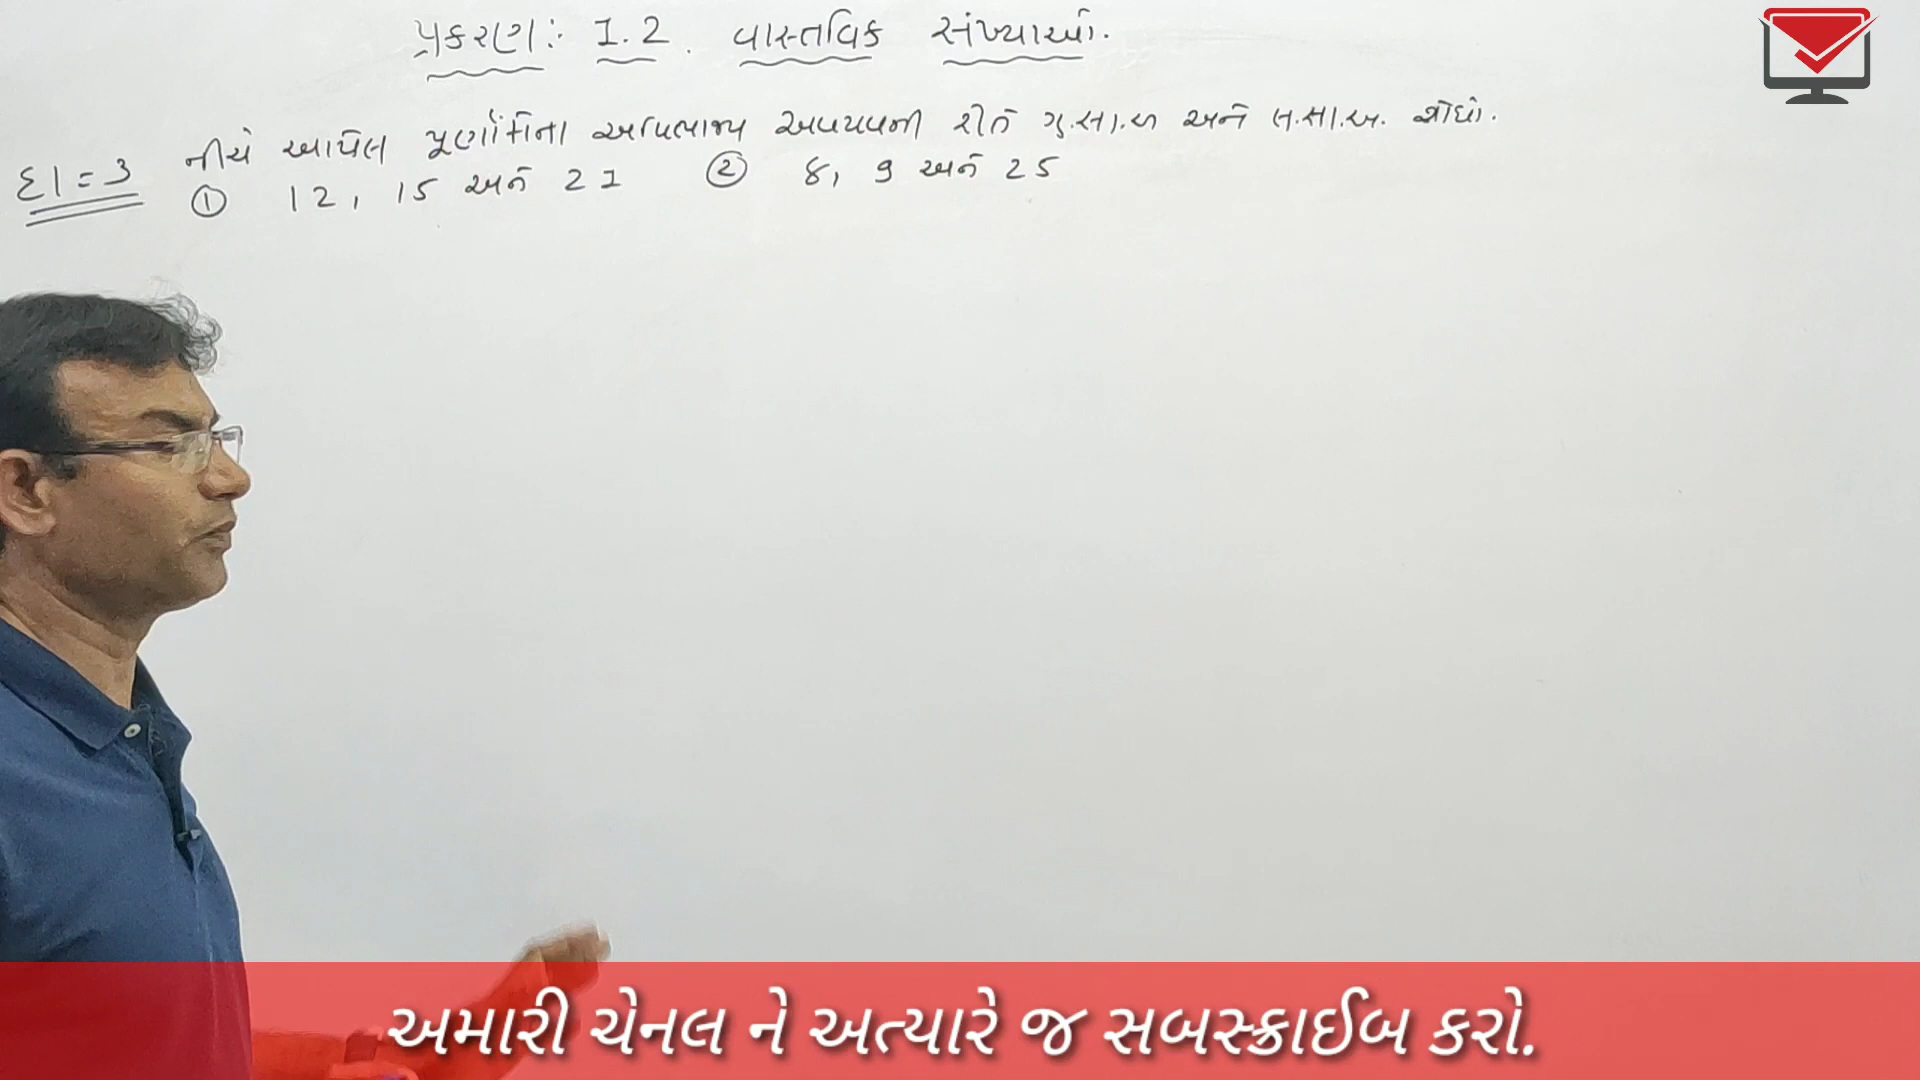 પ્રકરણ : 1.2. વાસ્તવિક સંખ્યાઓ.
દા = 3 નીચે આપેલ પૂર્ણાંકોના અવિભાજ્ય અવયવની રીતે ગુ.સા.અ અને લ.સા.અ. શોધો.
① 12, 15 અને 21 ② 8, 9 અને 25
અમારી ચેનલ ને અત્યારે જ સબસ્ક્રાઈબ કરો.